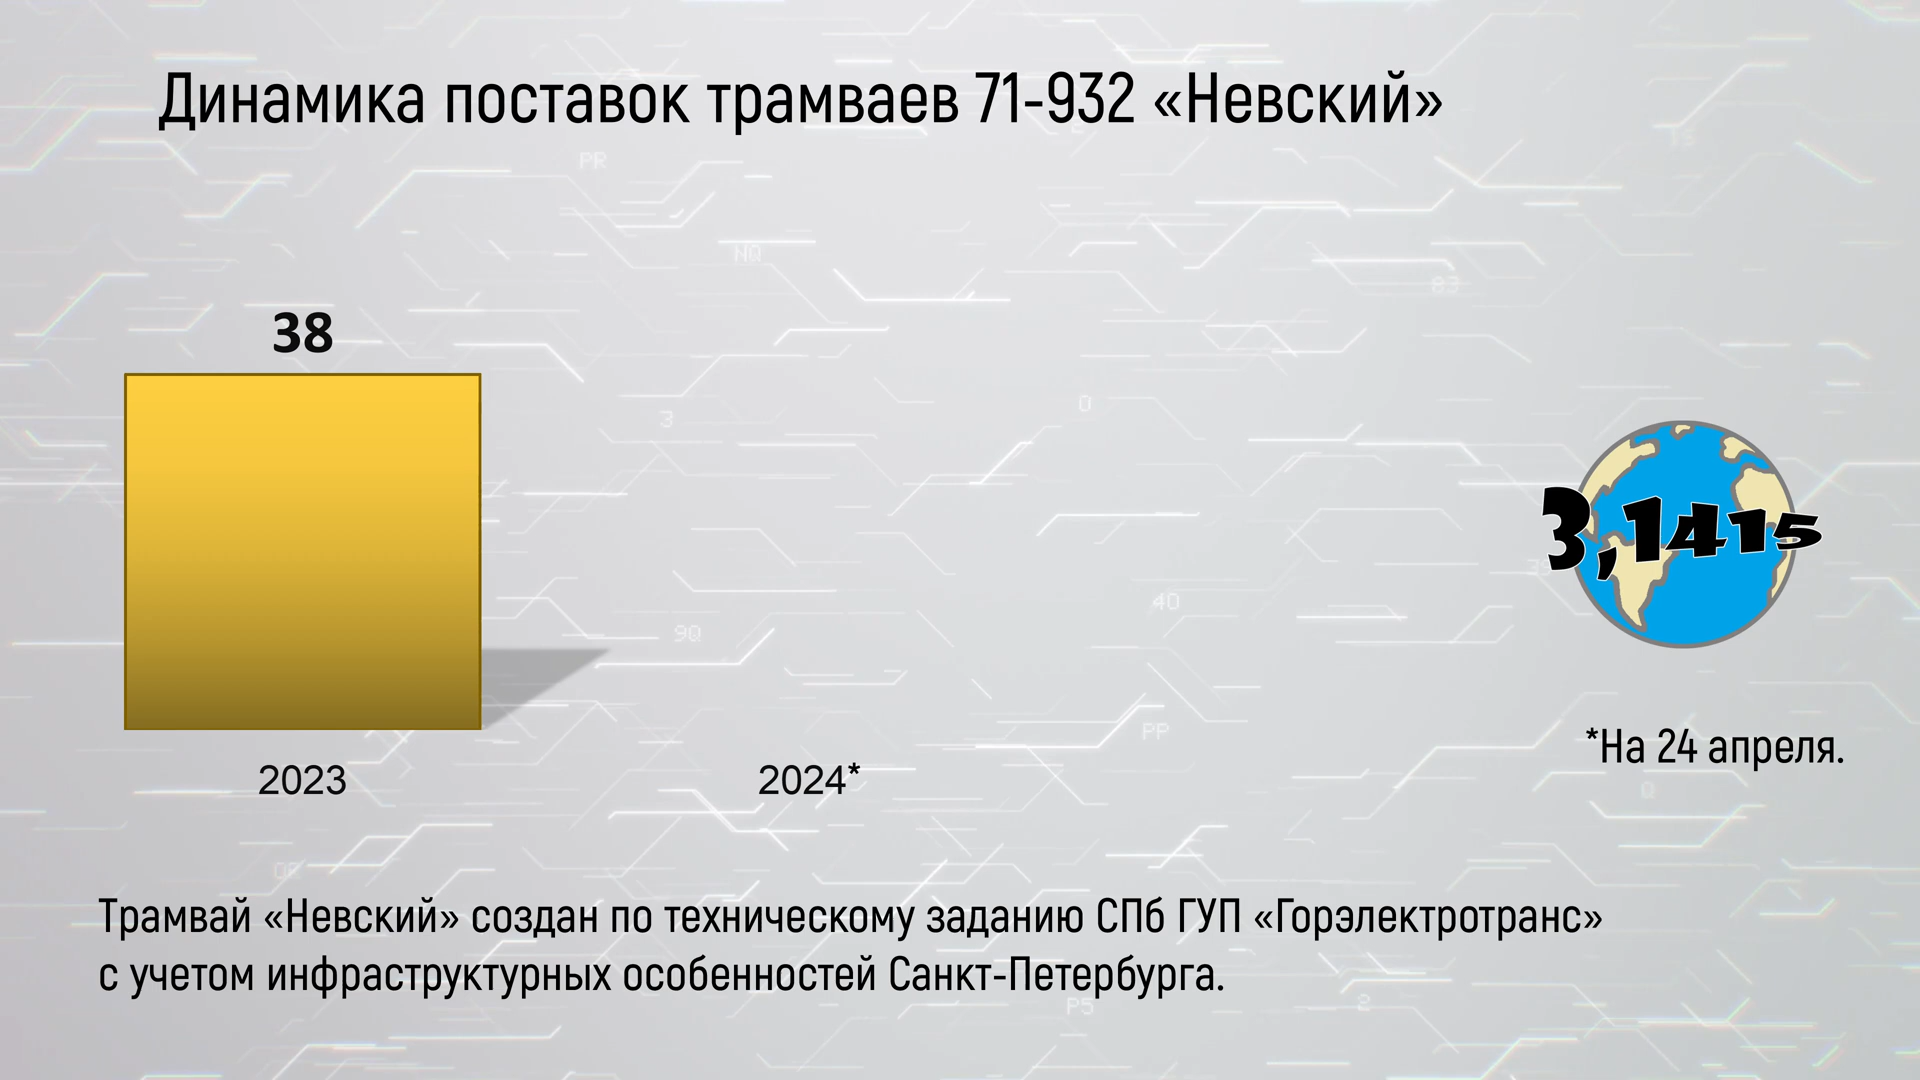 Динамика поставок трамваев 71-932 «Невский»
38
3,1415
*На 24 апреля.
2023
2024*
Трамвай «Невский» создан по техническому заданию СПб ГУП «Горэлектротранс»
с учетом инфраструктурных особенностей Санкт-Петербурга.